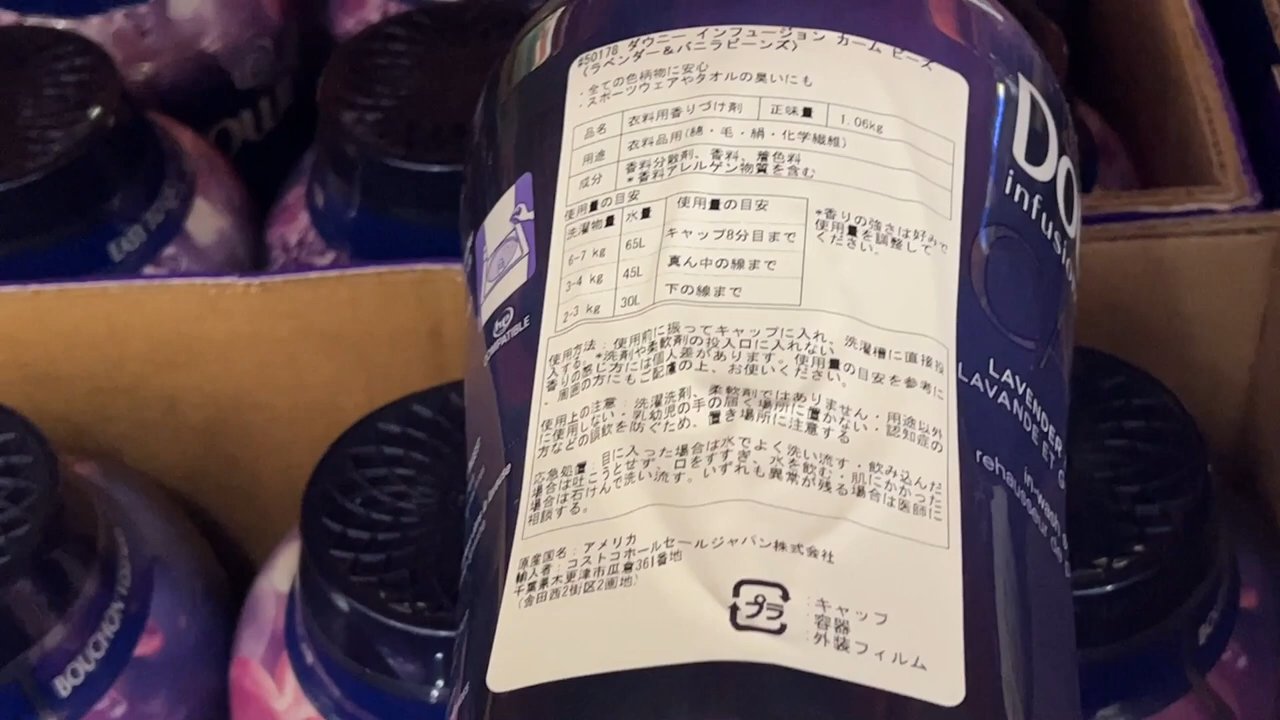 #50178 ダウニー インフュージョン カーム ビーズ
(ラベンダー&バニラビーンズ)
・全ての色柄物に安心
・スポーツウェアやタオルの臭いにも
品名 衣料用香りづけ剤 正味量 1.06kg
用途 衣料品用(綿・毛・絹・化学繊維)
成分 香料分散剤、香料、着色料
*香料アレルゲン物質を含む
使用量の目安
洗濯物量 水量 使用量の目安
6-7 kg 65L キャップ8分目まで
3-4 kg 45L 真ん中の線まで
2-3 kg 30L 下の線まで
*香りの強さは好みで
使用量を調整して
ください。
使用方法：使用前に振ってキャップに入れ、洗濯槽に直接投
入する。*洗剤や柔軟剤の投入口に入れない
香りの感じ方には個人差があります。使用量の目安を参考に
周囲の方にもご配慮の上、お使いください。
使用上の注意：洗濯洗剤、柔軟剤ではありません・用途以外
に使用しない・乳幼児の手の届く場所に置かない・認知症の
方などの誤飲を防ぐため、置き場所に注意する
応急処置：目に入った場合は水でよく洗い流す・飲み込んだ
場合は吐こうとせず、口をすすぎ、水を飲む・肌にかかった
場合は石けんで洗い流す。いずれも異常が残る場合は医師に
相談する。
原産国名：アメリカ
輸入者：コストコホールセールジャパン株式会社
千葉県木更津市瓜倉361番地
(金田西2街区2画地)
プラ
：キャップ
容器
外装フィルム
he
COMPATIBLE
Do
infusio
LAVENDER
LAVANDE ET
in-wash
rehausseur de
BOUCHON
EASY